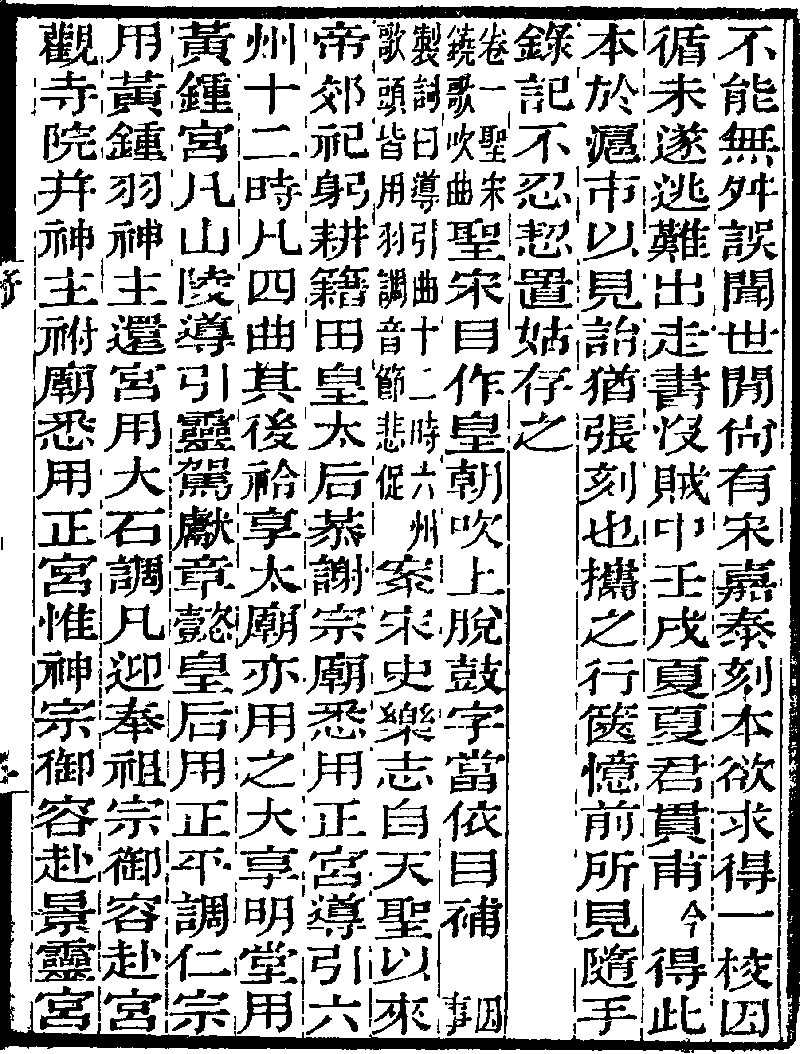 不能無舛誤聞世閒尙有宋嘉泰刻本欲求得一校因
循未遂逃難出走書沒賊中壬戌夏夏君貫甫今得此
本於滬市以見詒猶張刻也攜之行篋憶前所見隨手
錄記不忍恝置姑存之
卷一聖宋鐃歌吹曲聖宋目作皇朝吹上脫鼓字當依目補因事
製詞曰導引曲十二時六州歌頭皆用羽調音節悲促案宋史樂志自天聖以來
帝郊祀躬耕籍田皇太后恭謝宗廟悉用正宮導引六
州十二時凡四曲其後祫享太廟亦用之大享明堂用
黃鍾宮凡山陵導引靈駕獻章懿皇后用正平調仁宗
用黃鍾羽神主還宮用大石調凡迎奉祖宗御容赴宮
觀寺院并神主祔廟悉用正宮惟神宗御容赴景靈宮